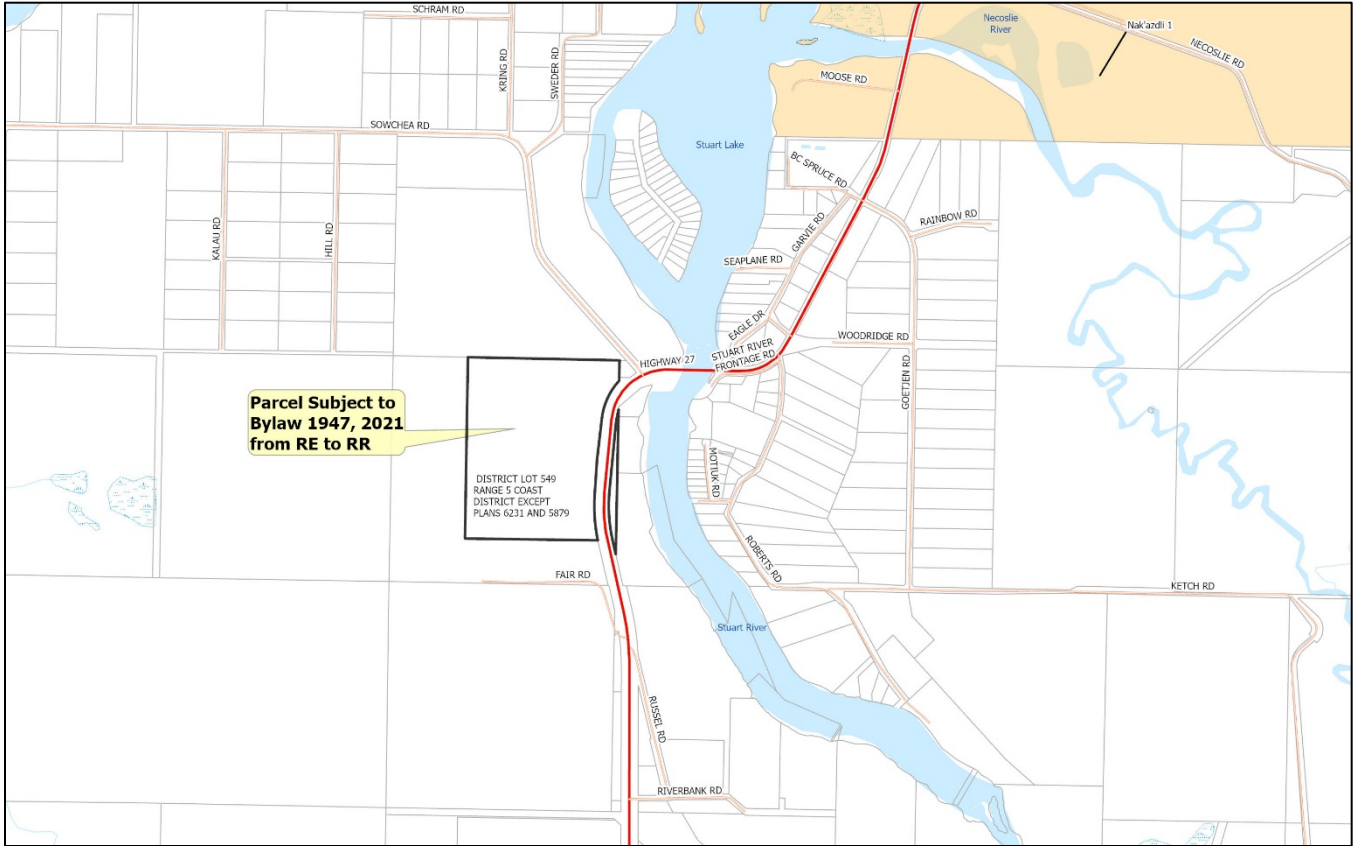 SCHRAM RD
KRING RD
SWEDER RD
SOWCHEA RD
Necoslie
River
Nak'azdli 1
NECOSLIE RD
MOOSE RD
Stuart Lake
BC SPRUCE RD
RAINBOW RD
GARVIE RD
SEAPLANE RD
KALAU RD
HILL RD
EAGLE DR
WOODRIDGE RD
HIGHWAY 27
STUART RIVER
FRONTAGE RD
GOETJEN RD
Parcel Subject to
Bylaw 1947, 2021
from RE to RR
DISTRICT LOT 549
RANGE 5 COAST
DISTRICT EXCEPT
PLANS 6231 AND 5879
MOTIUK RD
ROBERTS RD
FAIR RD
KETCH RD
Stuart River
RUSSEL RD
RIVERBANK RD